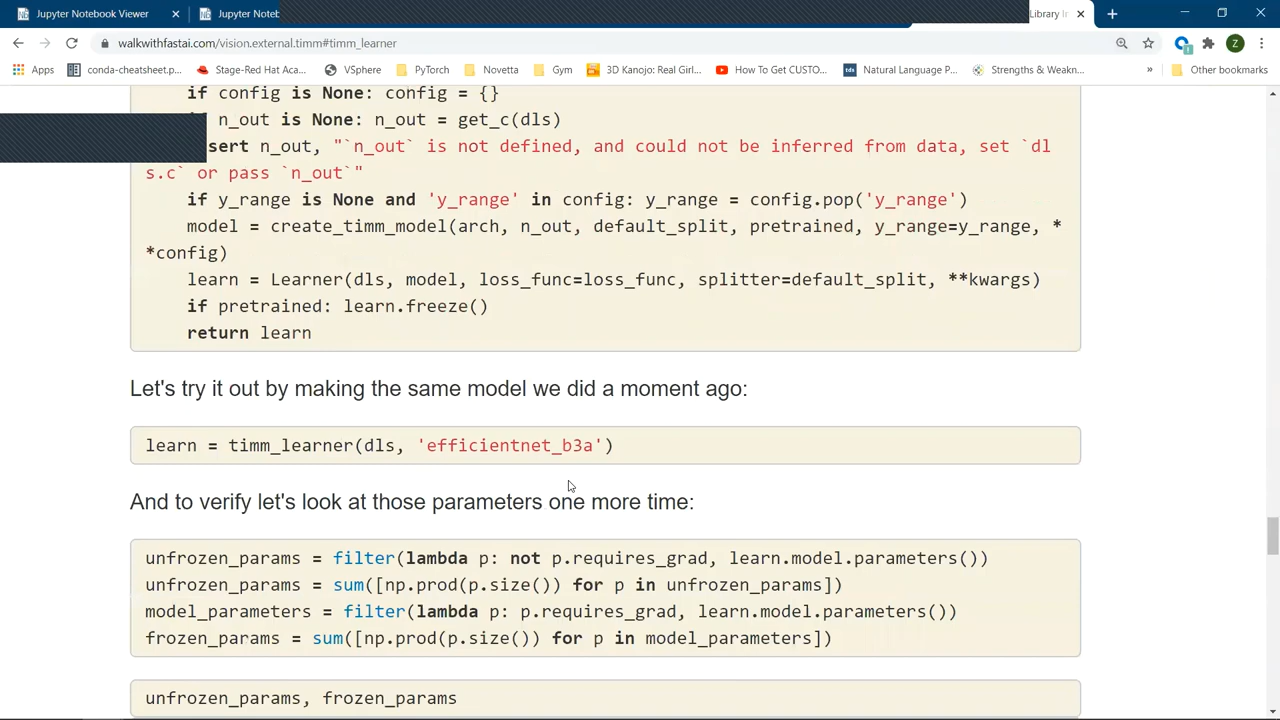 Jupyter Notebook Viewer
Jupyter Noteb
Library I
walkwithfastai.com/vision.external.timm#timm_learner
Apps
conda-cheatsheet.p...
Stage-Red Hat Aca...
VSphere
PyTorch
Novetta
Gym
3D Kanojo: Real Girl...
How To Get CUSTO...
Natural Language P...
Strengths & Weakn...
»
Other bookmarks
Z
if config is None: config = {}
n_out is None: n_out = get_c(dls)
sert n_out, "`n_out` is not defined, and could not be inferred from data, set `dl
s.c` or pass `n_out`"
if y_range is None and 'y_range' in config: y_range = config.pop('y_range')
model = create_timm_model(arch, n_out, default_split, pretrained, y_range=y_range, *
*config)
learn = Learner(dls, model, loss_func=loss_func, splitter=default_split, **kwargs)
if pretrained: learn.freeze()
return learn
Let's try it out by making the same model we did a moment ago:
learn = timm_learner(dls, 'efficientnet_b3a')
And to verify let's look at those parameters one more time:
unfrozen_params = filter(lambda p: not p.requires_grad, learn.model.parameters())
unfrozen_params = sum([np.prod(p.size()) for p in unfrozen_params])
model_parameters = filter(lambda p: p.requires_grad, learn.model.parameters())
frozen_params = sum([np.prod(p.size()) for p in model_parameters])
unfrozen_params, frozen_params